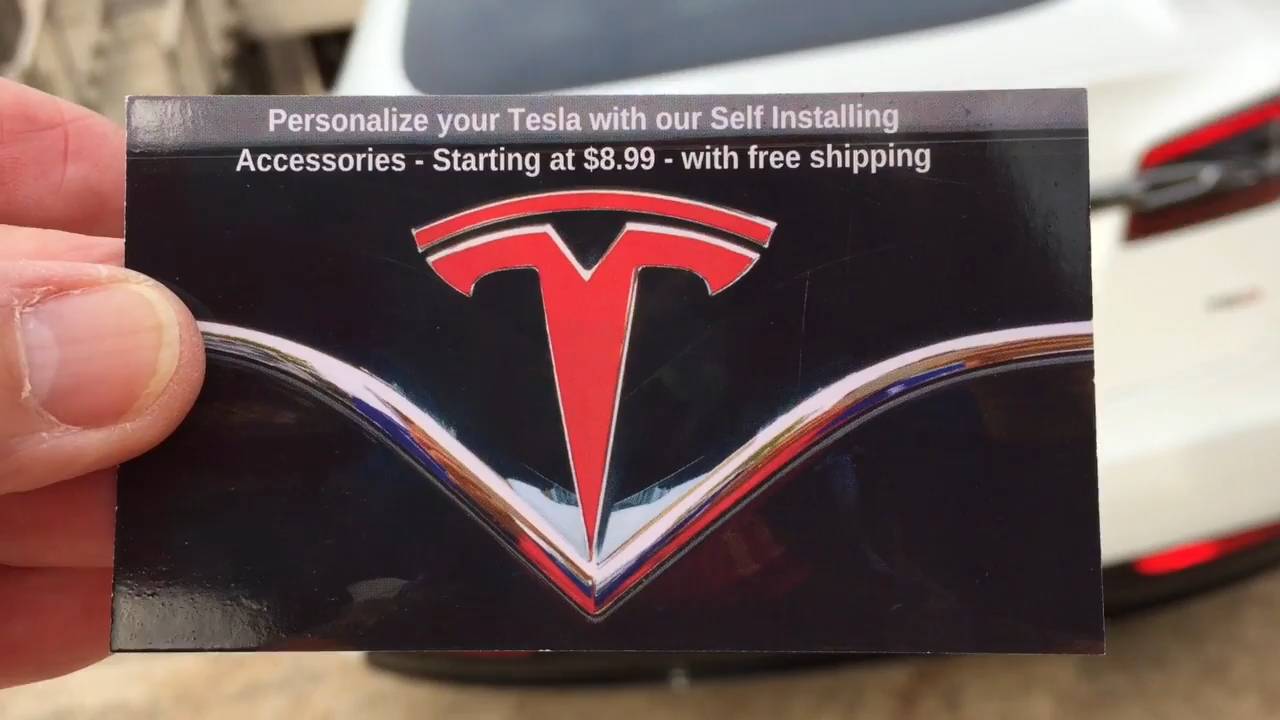 Personalize your Tesla with our Self Installing
Accessories - Starting at $8.99 - with free shipping